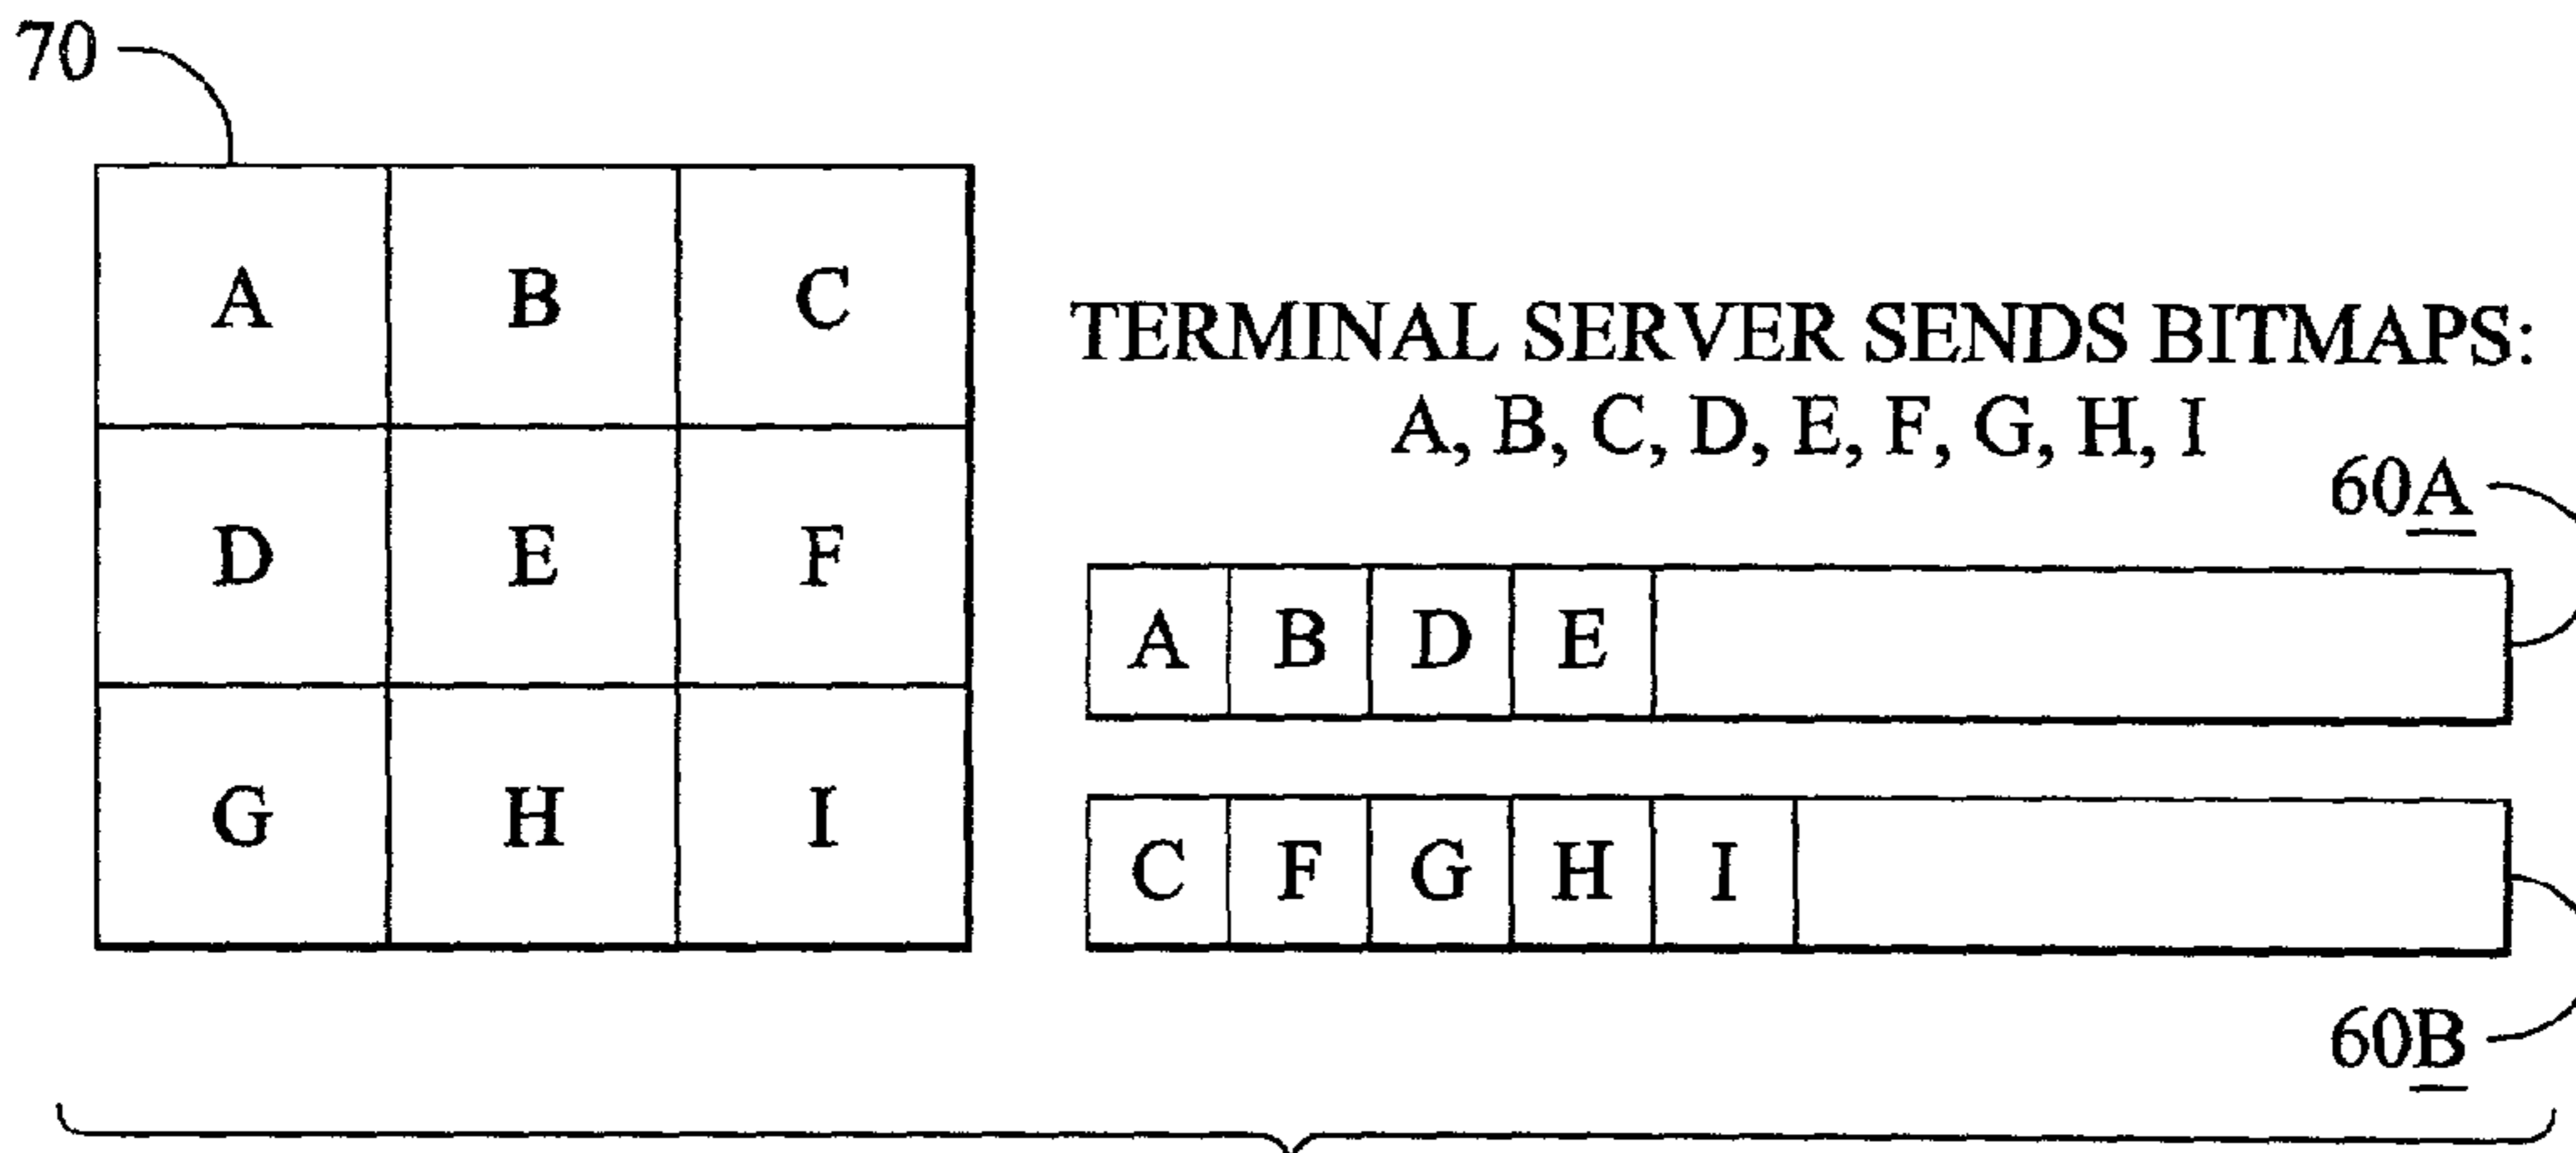 70
A B C
D E F
G H I
TERMINAL SERVER SENDS BITMAPS:
A, B, C, D, E, F, G, H, I
60A
A B D E
C F G H I
60B